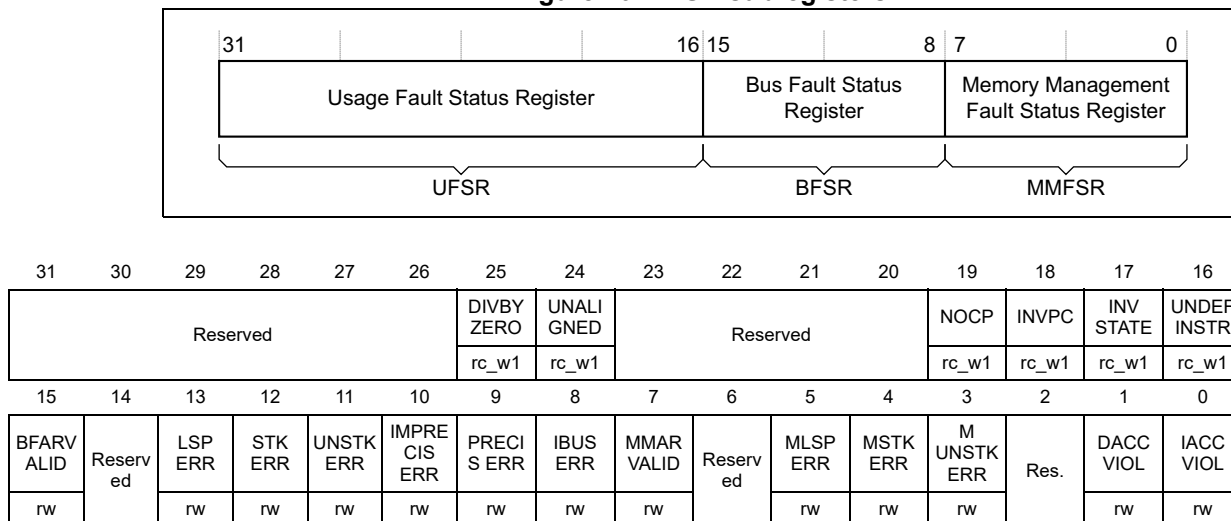 31 16 15 8 7 0
Usage Fault Status Register
Bus Fault Status
Register
Memory Management
Fault Status Register
UFSR BFSR MMFSR
31 30 29 28 27 26 25 24 23 22 21 20 19 18 17 16
Reserved
DIVBY
ZERO
UNALI
GNED
Reserved
NOCP
INVPC
INV
STATE
UNDEF
INSTR
rc_w1 rc_w1 rc_w1 rc_w1 rc_w1 rc_w1
15 14 13 12 11 10 9 8 7 6 5 4 3 2 1 0
BFARV
ALID
Reserv
ed
LSP
ERR
STK
ERR
UNSTK
ERR
IMPRE
CIS
ERR
PRECI
S ERR
IBUS
ERR
MMAR
VALID
Reserv
ed
MLSP
ERR
MSTK
ERR
M
UNSTK
ERR
Res.
DACC
VIOL
IACC
VIOL
rw rw rw rw rw rw rw rw rw rw rw rw rw